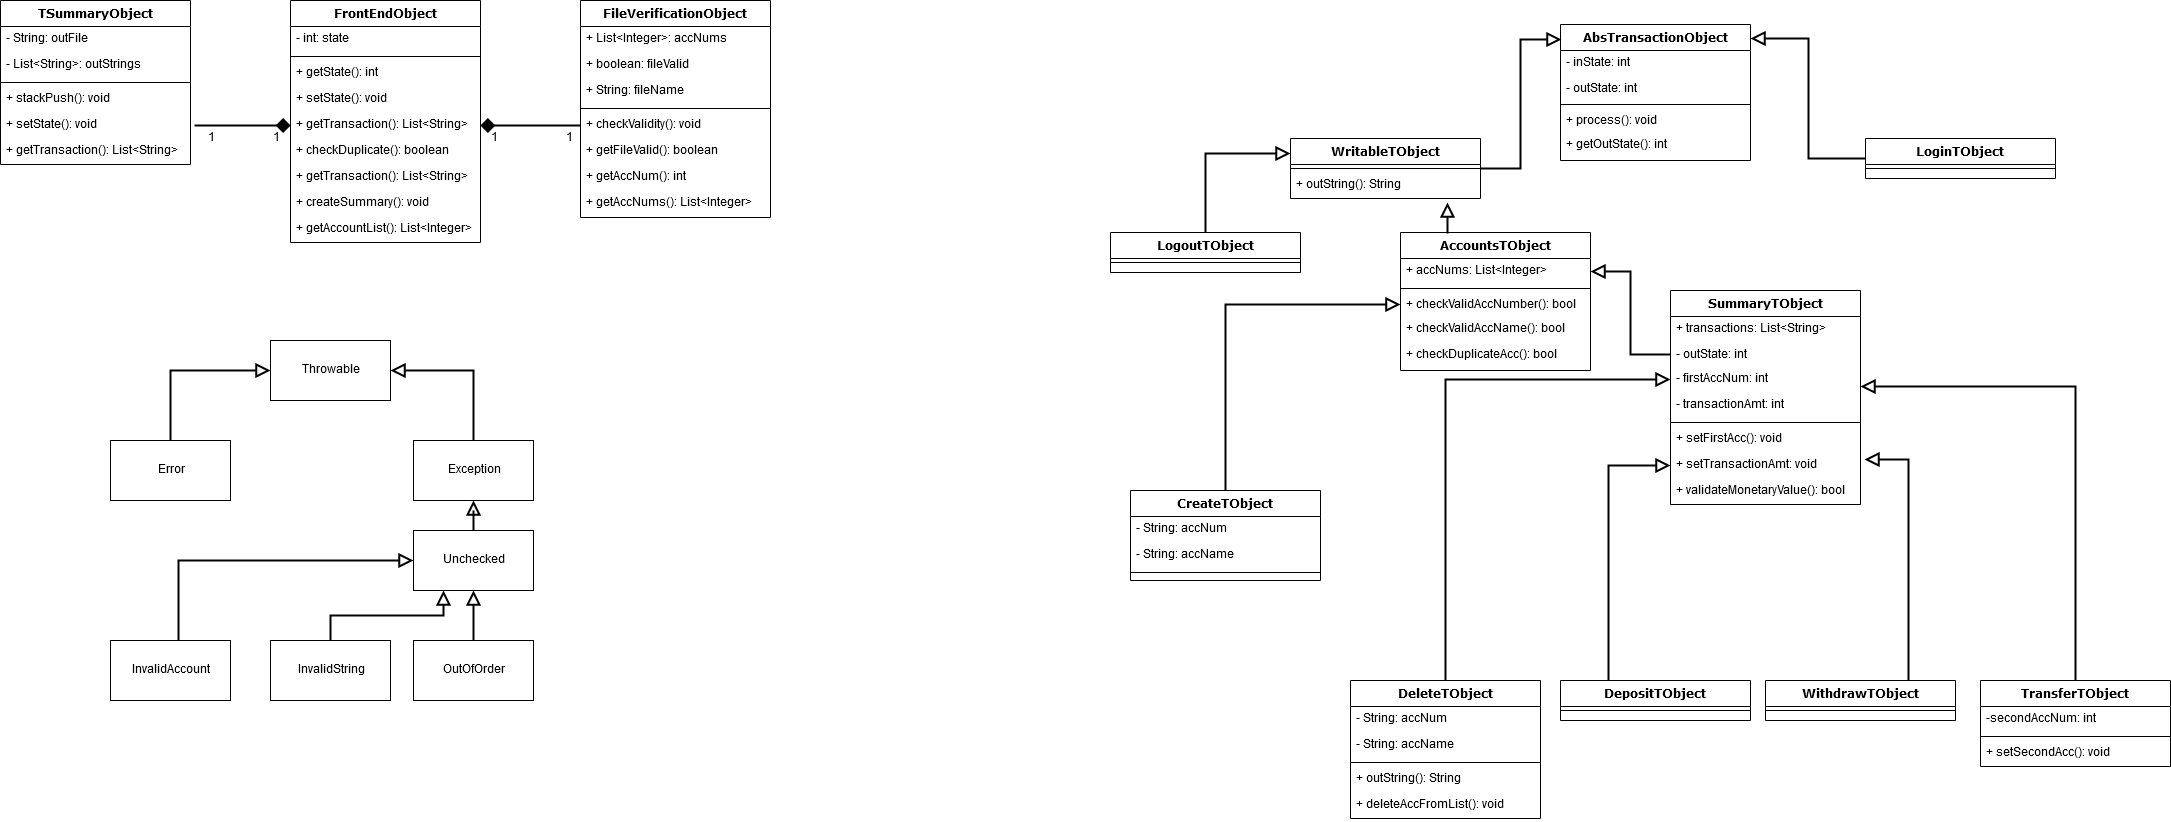 TSummaryObject
- String: outFile
- List<String>: outStrings
+ stackPush(): void
+ setState(): void
+ getTransaction(): List<String>
1
1
FrontEndObject
- int: state
+ getState(): int
+ setState(): void
+ getTransaction(): List<String>
+ checkDuplicate(): boolean
+ getTransaction(): List<String>
+ createSummary(): void
+ getAccountList(): List<Integer>
1
1
FileVerificationObject
+ List<Integer>: accNums
+ boolean: fileValid
+ String: fileName
+ checkValidity(): void
+ getFileValid(): boolean
+ getAccNum(): int
+ getAccNums(): List<Integer>
Throwable
Error
Exception
Unchecked
InvalidAccount
InvalidString
OutOfOrder
AbsTransactionObject
- inState: int
- outState: int
+ process(): void
+ getOutState(): int
WritableTObject
+ outString(): String
LoginTObject
LogoutTObject
AccountsTObject
+ accNums: List<Integer>
+ checkValidAccNumber(): bool
+ checkValidAccName(): bool
+ checkDuplicateAcc(): bool
SummaryTObject
+ transactions: List<String>
- outState: int
- firstAccNum: int
- transactionAmt: int
+ setFirstAcc(): void
+ setTransactionAmt: void
+ validateMonetaryValue(): bool
CreateTObject
- String: accNum
- String: accName
DeleteTObject
- String: accNum
- String: accName
+ outString(): String
+ deleteAccFromList(): void
DepositTObject
WithdrawTObject
TransferTObject
-secondAccNum: int
+ setSecondAcc(): void